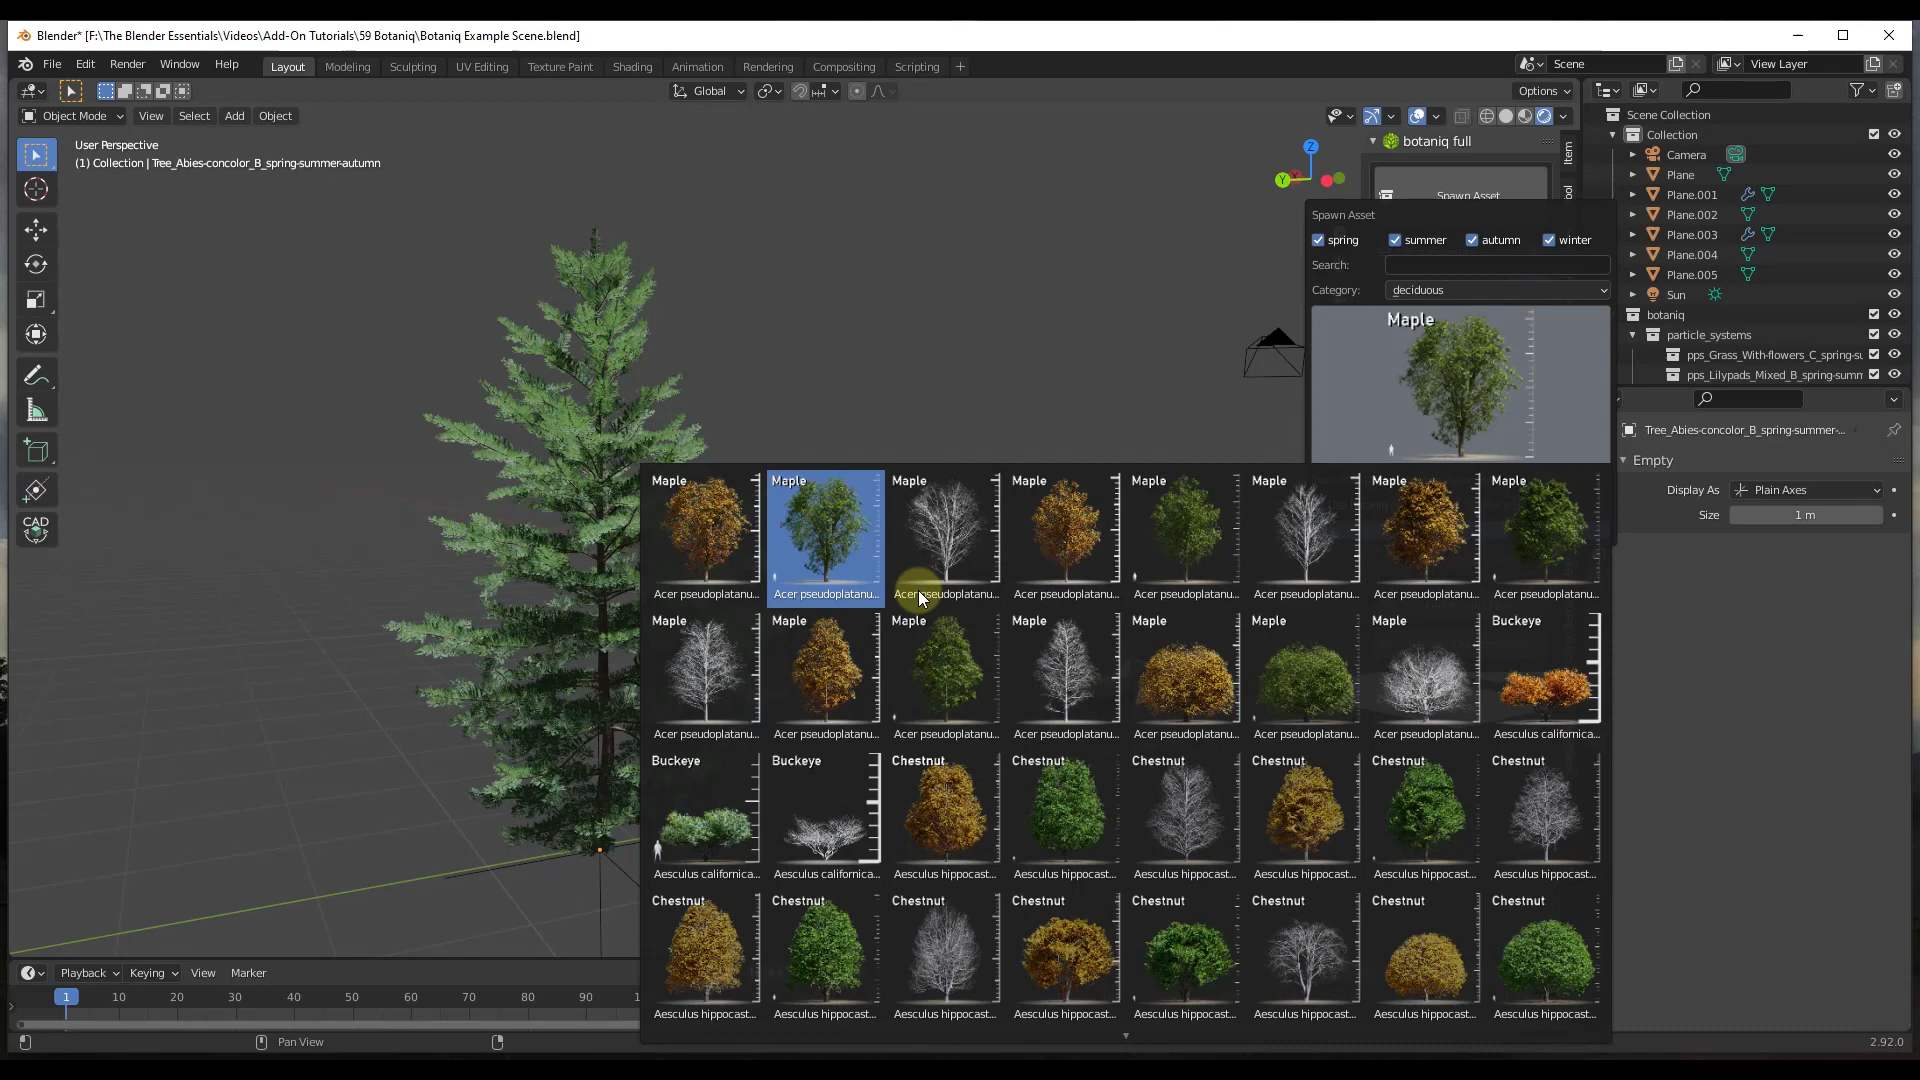 Blender* [F:\The Blender Essentials\Videos\Add-On Tutorials\59 Botaniq\Botaniq Example Scene.blend]
File Edit Render Window Help Layout Modeling Sculpting UV Editing Texture Paint Shading Animation Rendering Compositing Scripting + Scene View Layer
Global Options
Object Mode View Select Add Object
User Perspective
(1) Collection | Tree_Abies-concolor_B_spring-summer-autumn
Z
Y
X
botaniq full
Item
Spawn Asset
Spawn Asset
spring summer autumn winter
Search:
Category: _deciduous
Maple
Scene Collection
Collection
Camera
Plane
Plane.001
Plane.002
Plane.003
Plane.004
Plane.005
Sun
botaniq
particle_systems
pps_Grass_With-flowers_C_spring-su
pps_Lilypads_Mixed_B_spring-summ
Tree_Abies-concolor_B_spring-summer-...
Empty
Display As Plain Axes
Size 1 m
CAD
Maple Maple Maple Maple Maple Maple Maple Maple
Acer pseudoplatanu... Acer pseudoplatanu... Acer pseudoplatanu... Acer pseudoplatanu... Acer pseudoplatanu... Acer pseudoplatanu... Acer pseudoplatanu... Acer pseudoplatanu...
Maple Maple Maple Maple Maple Maple Maple Buckeye
Acer pseudoplatanu... Acer pseudoplatanu... Acer pseudoplatanu... Acer pseudoplatanu... Acer pseudoplatanu... Acer pseudoplatanu... Acer pseudoplatanu... Aesculus californica...
Buckeye Buckeye Chestnut Chestnut Chestnut Chestnut Chestnut Chestnut
Aesculus californica... Aesculus californica... Aesculus hippocast... Aesculus hippocast... Aesculus hippocast... Aesculus hippocast... Aesculus hippocast... Aesculus hippocast...
Chestnut Chestnut Chestnut Chestnut Chestnut Chestnut Chestnut Chestnut
Aesculus hippocast... Aesculus hippocast... Aesculus hippocast... Aesculus hippocast... Aesculus hippocast... Aesculus hippocast... Aesculus hippocast... Aesculus hippocast...
Playback Keying View Marker
1 10 20 30 40 50 60 70 80 90
Pan View
2.92.0